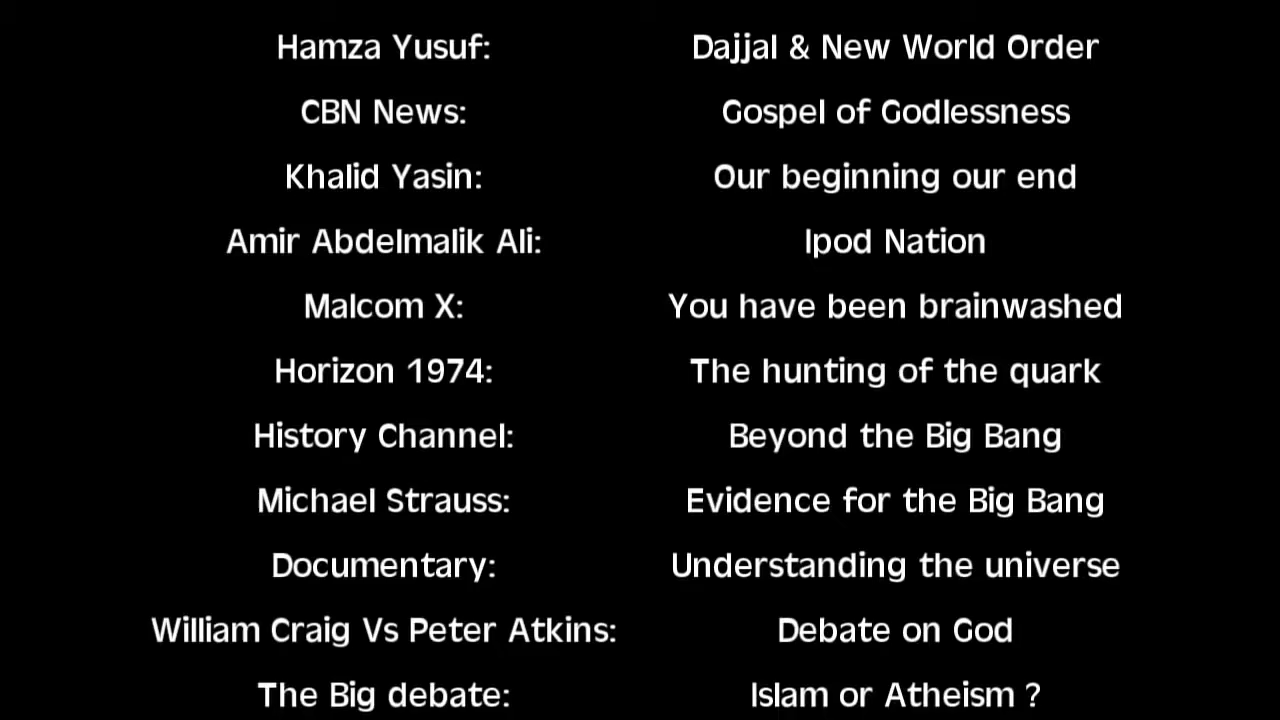 Hamza Yusuf: Dajjal & New World Order
CBN News: Gospel of Godlessness
Khalid Yasin: Our beginning our end
Amir Abdelmalik Ali: Ipod Nation
Malcom X: You have been brainwashed
Horizon 1974: The hunting of the quark
History Channel: Beyond the Big Bang
Michael Strauss: Evidence for the Big Bang
Documentary: Understanding the universe
William Craig Vs Peter Atkins: Debate on God
The Big debate: Islam or Atheism ?